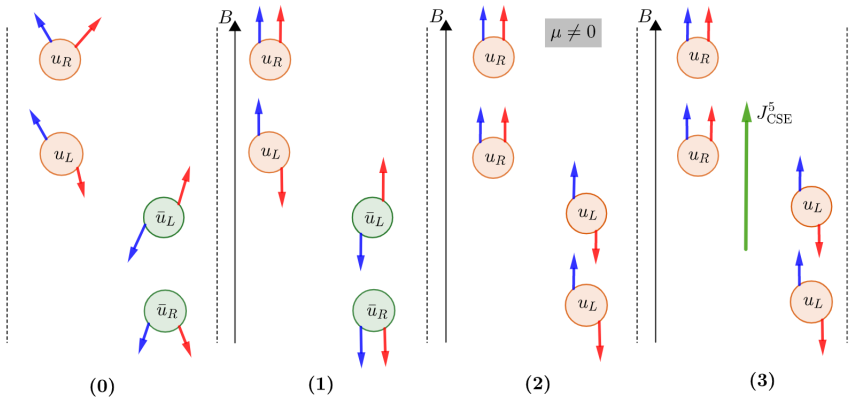 u_R
u_L
ū_L
ū_R
(0)
B
u_R
u_L
ū_L
ū_R
(1)
B
μ ≠ 0
u_R
u_R
u_L
u_L
(2)
B
u_R
J^5_CSE
u_R
u_L
u_L
(3)